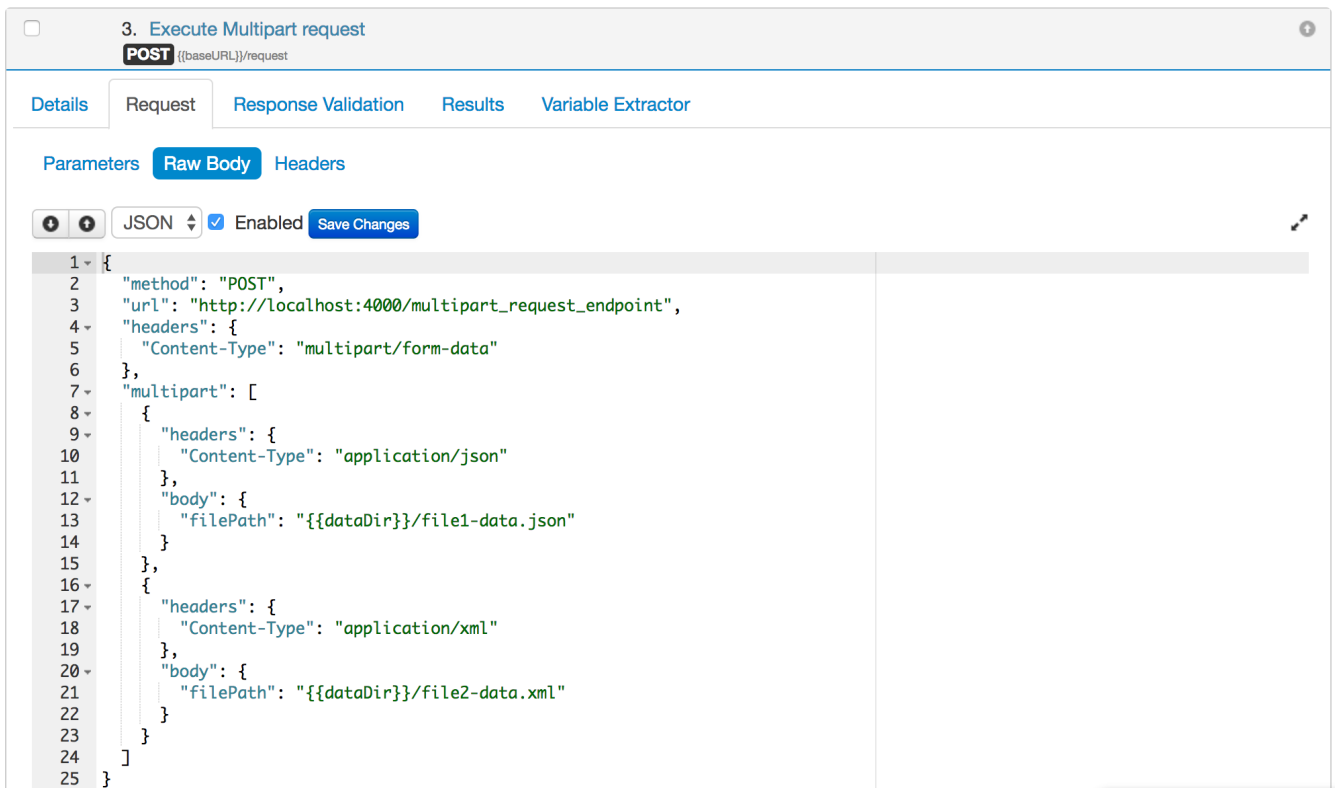 3. Execute Multipart request
POST {{baseURL}}/request
Details Request Response Validation Results Variable Extractor
Parameters Raw Body Headers
JSON Enabled Save Changes
1 {
2 "method": "POST",
3 "url": "http://localhost:4000/multipart_request_endpoint",
4 "headers": {
5 "Content-Type": "multipart/form-data"
6 },
7 "multipart": [
8 {
9 "headers": {
10 "Content-Type": "application/json"
11 },
12 "body": {
13 "filePath": "{{dataDir}}/file1-data.json"
14 }
15 },
16 {
17 "headers": {
18 "Content-Type": "application/xml"
19 },
20 "body": {
21 "filePath": "{{dataDir}}/file2-data.xml"
22 }
23 }
24 ]
25 }